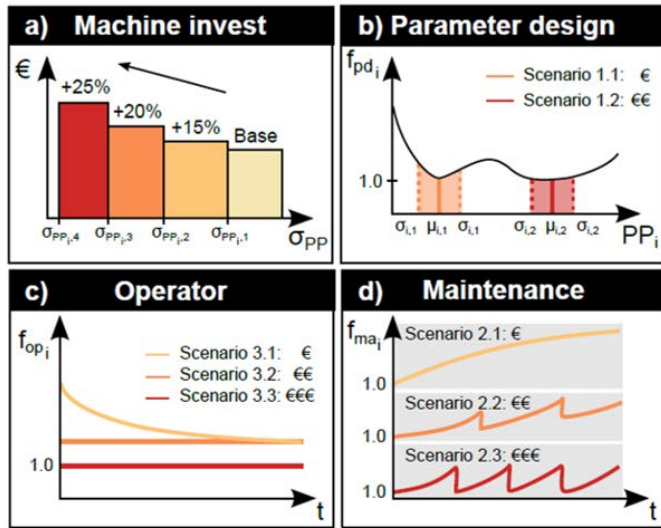 a) Machine invest
€
+25%
+20%
+15%
Base
σPPi,4
σPPi,3
σPPi,2
σPPi,1
σPP
b) Parameter design
fpdi
Scenario 1.1: €
Scenario 1.2: €€
1.0
σi,1
μi,1
σi,1
σi,2
μi,2
σi,2
PPi
c) Operator
fopi
Scenario 3.1: €
Scenario 3.2: €€
Scenario 3.3: €€€
1.0
t
d) Maintenance
fmai
Scenario 2.1: €
1.0
Scenario 2.2: €€
1.0
Scenario 2.3: €€€
1.0
t